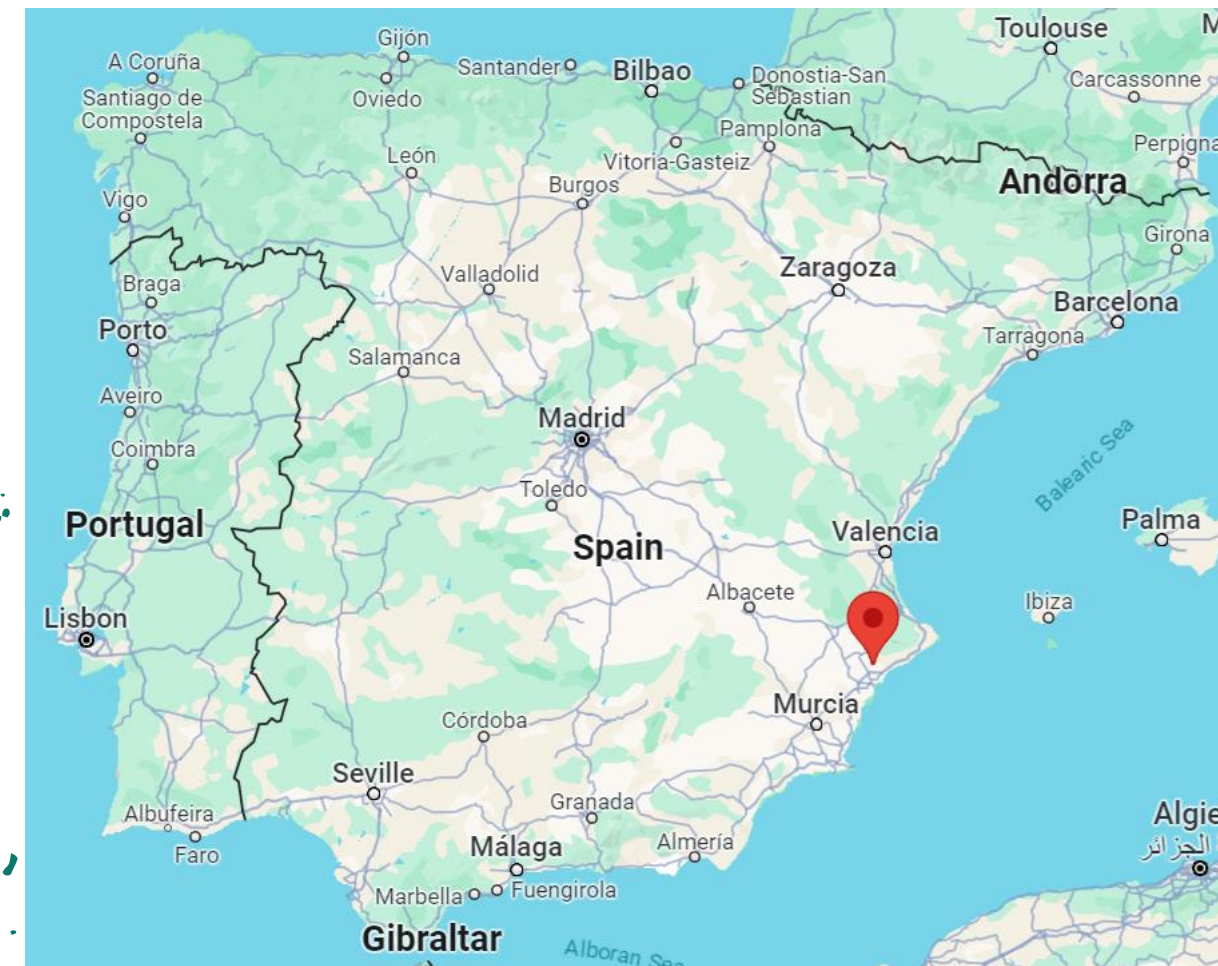 Toulouse
M
Gijón
A Coruña
Santander
Bilbao
Donostia-San
Sebastian
Carcassonne
Santiago de
Compostela
Oviedo
Pamplona
Perpigna
León
Vitoria-Gasteiz
Andorra
Burgos
Vigo
Girona
Valladolid
Zaragoza
Braga
Barcelona
Porto
Tarragona
Salamanca
Aveiro
Madrid
Coimbra
Balearic Sea
Toledo
Portugal
Palma
Valencia
Spain
Albacete
Ibiza
Lisbon
Murcia
Córdoba
Seville
Granada
Albufeira
Algie
الجزائر
Málaga
Almería
Faro
Marbella
Fuengirola
Gibraltar
Alboran Sea